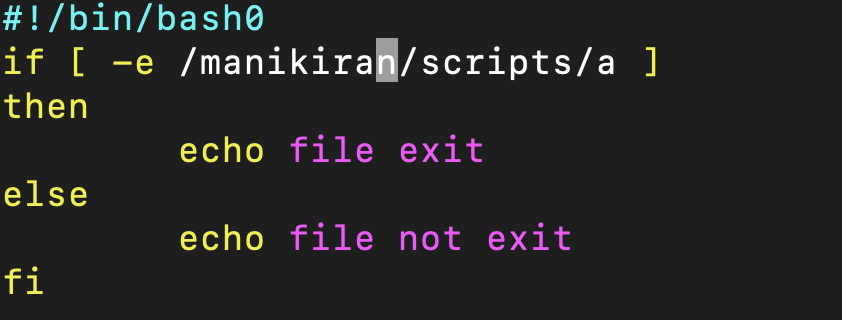 #!/bin/bash0
if [ -e /manikiran/scripts/a ]
then
        echo file exit
else
        echo file not exit
fi